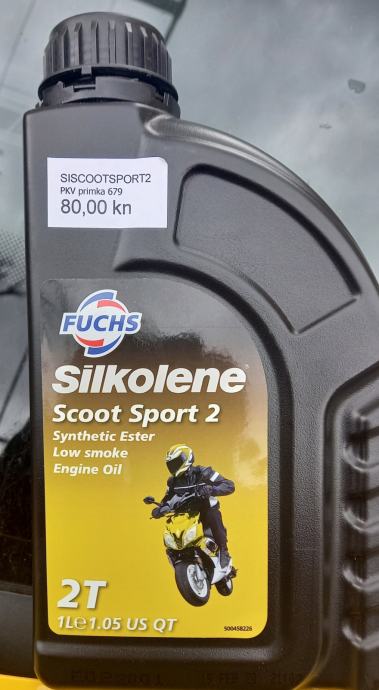 SISCOOTSPORT2
PKV primka 679
80,00 kn
FUCHS
Silkolene®
Scoot Sport 2
Synthetic Ester
Low smoke
Engine Oil
2T
1L e 1.05 US QT
500458226